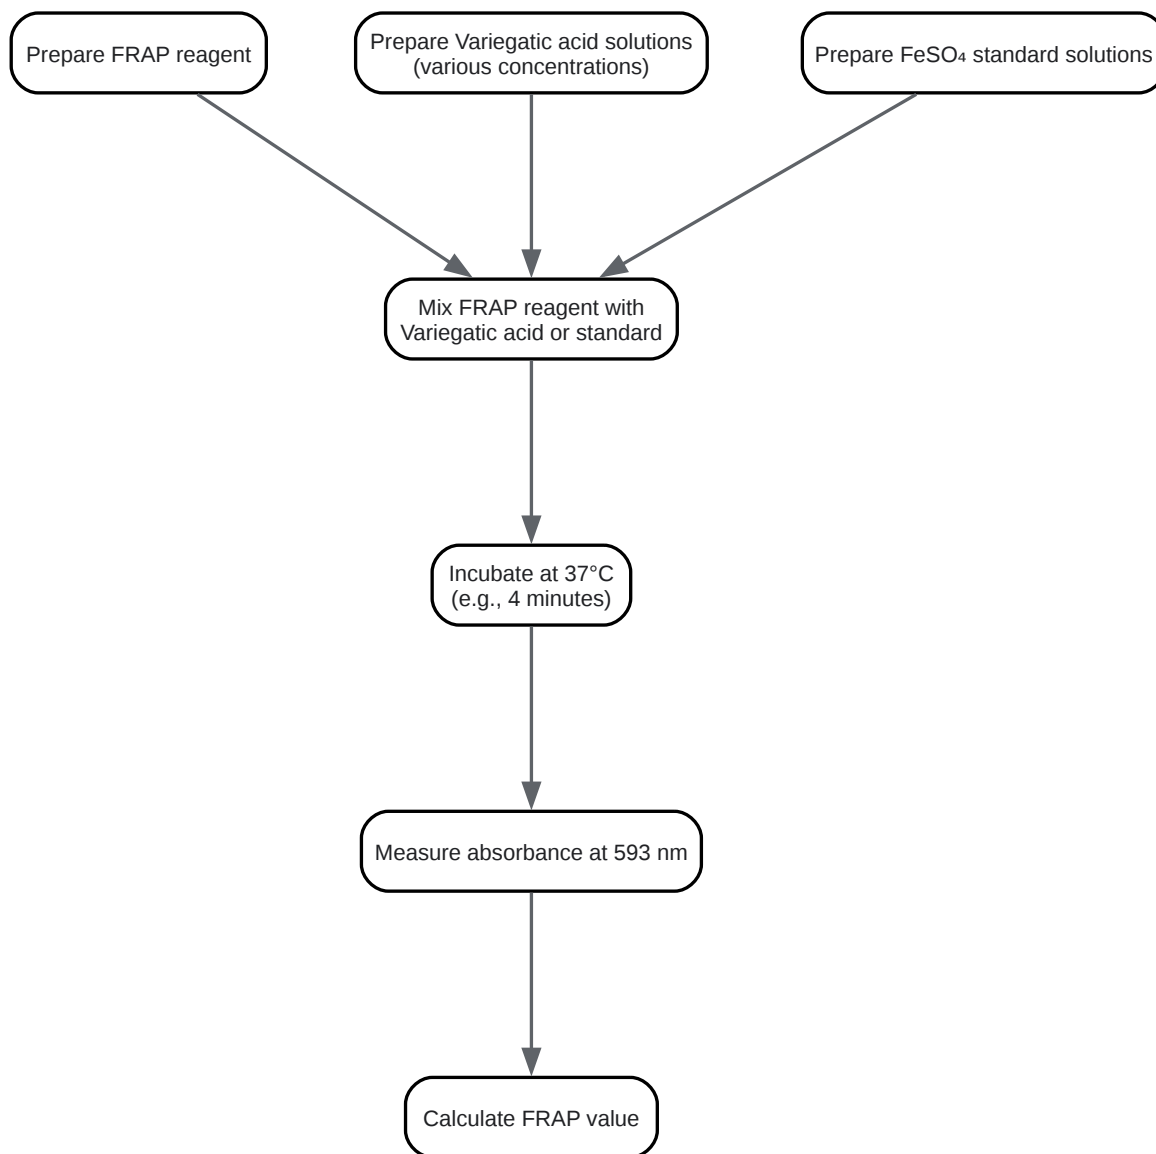 Prepare FRAP reagent
Prepare Variegatic acid solutions
(various concentrations)
Prepare FeSO₄ standard solutions
Mix FRAP reagent with
Variegatic acid or standard
Incubate at 37°C
(e.g., 4 minutes)
Measure absorbance at 593 nm
Calculate FRAP value